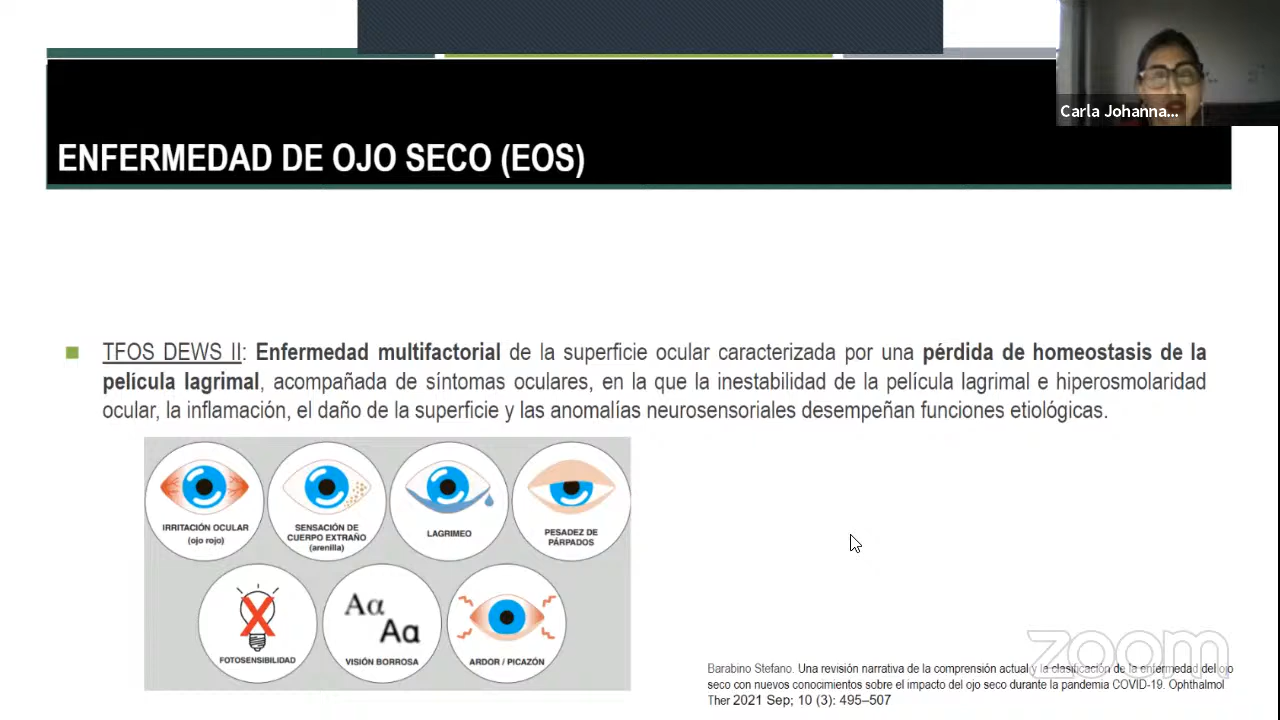 Carla Johanna...
ENFERMEDAD DE OJO SECO (EOS)
TFOS DEWS II: Enfermedad multifactorial de la superficie ocular caracterizada por una pérdida de homeostasis de la
película lagrimal, acompañada de síntomas oculares, en la que la inestabilidad de la película lagrimal e hiperosmolaridad
ocular, la inflamación, el daño de la superficie y las anomalías neurosensoriales desempeñan funciones etiológicas.
IRRITACIÓN OCULAR
(ojo rojo)
SENSACIÓN DE
CUERPO EXTRAÑO
(arenilla)
LAGRIMEO
PESADEZ DE
PÁRPADOS
FOTOSENSIBILIDAD
Aα
Aα
VISIÓN BORROSA
ARDOR / PICAZÓN
zoom
Barabino Stefano. Una revisión narrativa de la comprensión actual y la clasificación de la enfermedad del ojo
seco con nuevos conocimientos sobre el impacto del ojo seco durante la pandemia COVID-19. Ophthalmol
Ther 2021 Sep; 10 (3): 495–507